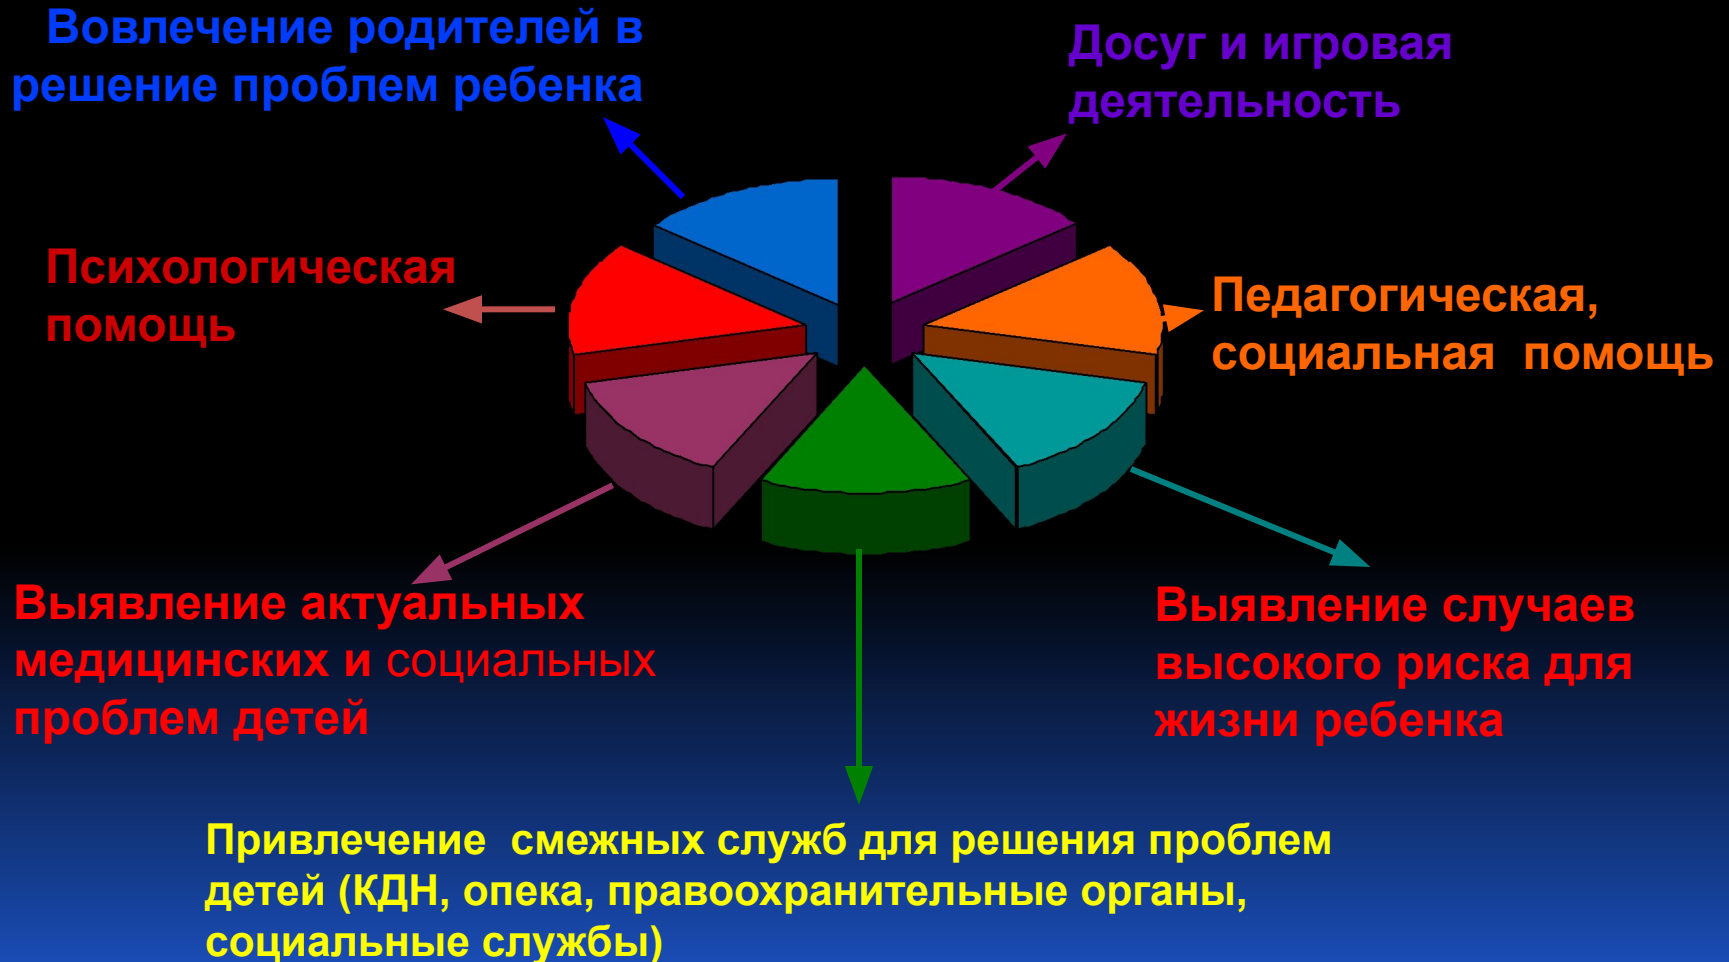 Вовлечение родителей в
решение проблем ребенка
Досуг и игровая
деятельность
Психологическая
помощь
Педагогическая,
социальная помощь
Выявление актуальных
медицинских и социальных
проблем детей
Выявление случаев
высокого риска для
жизни ребенка
Привлечение смежных служб для решения проблем
детей (КДН, опека, правоохранительные органы,
социальные службы)